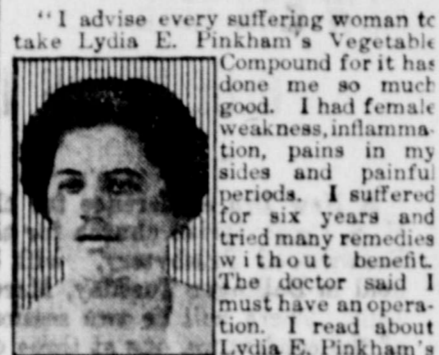 "I advise every suffering woman to
take Lydia E. Pinkham's Vegetable
Compound for it has
done me so much
good. I had female
weakness, inflamma-
tion, pains in my
sides and painful
periods. I suffered
for six years and
tried many remedies
without benefit.
The doctor said I
must have an opera-
tion. I read about
Lydia E. Pinkham's